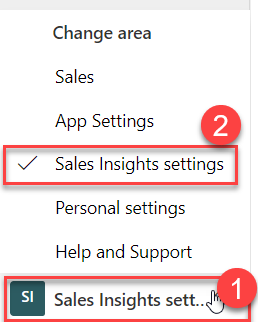 Change area
Sales
App Settings
2
Sales Insights settings
Personal settings
Help and Support
1
SI Sales Insights sett...